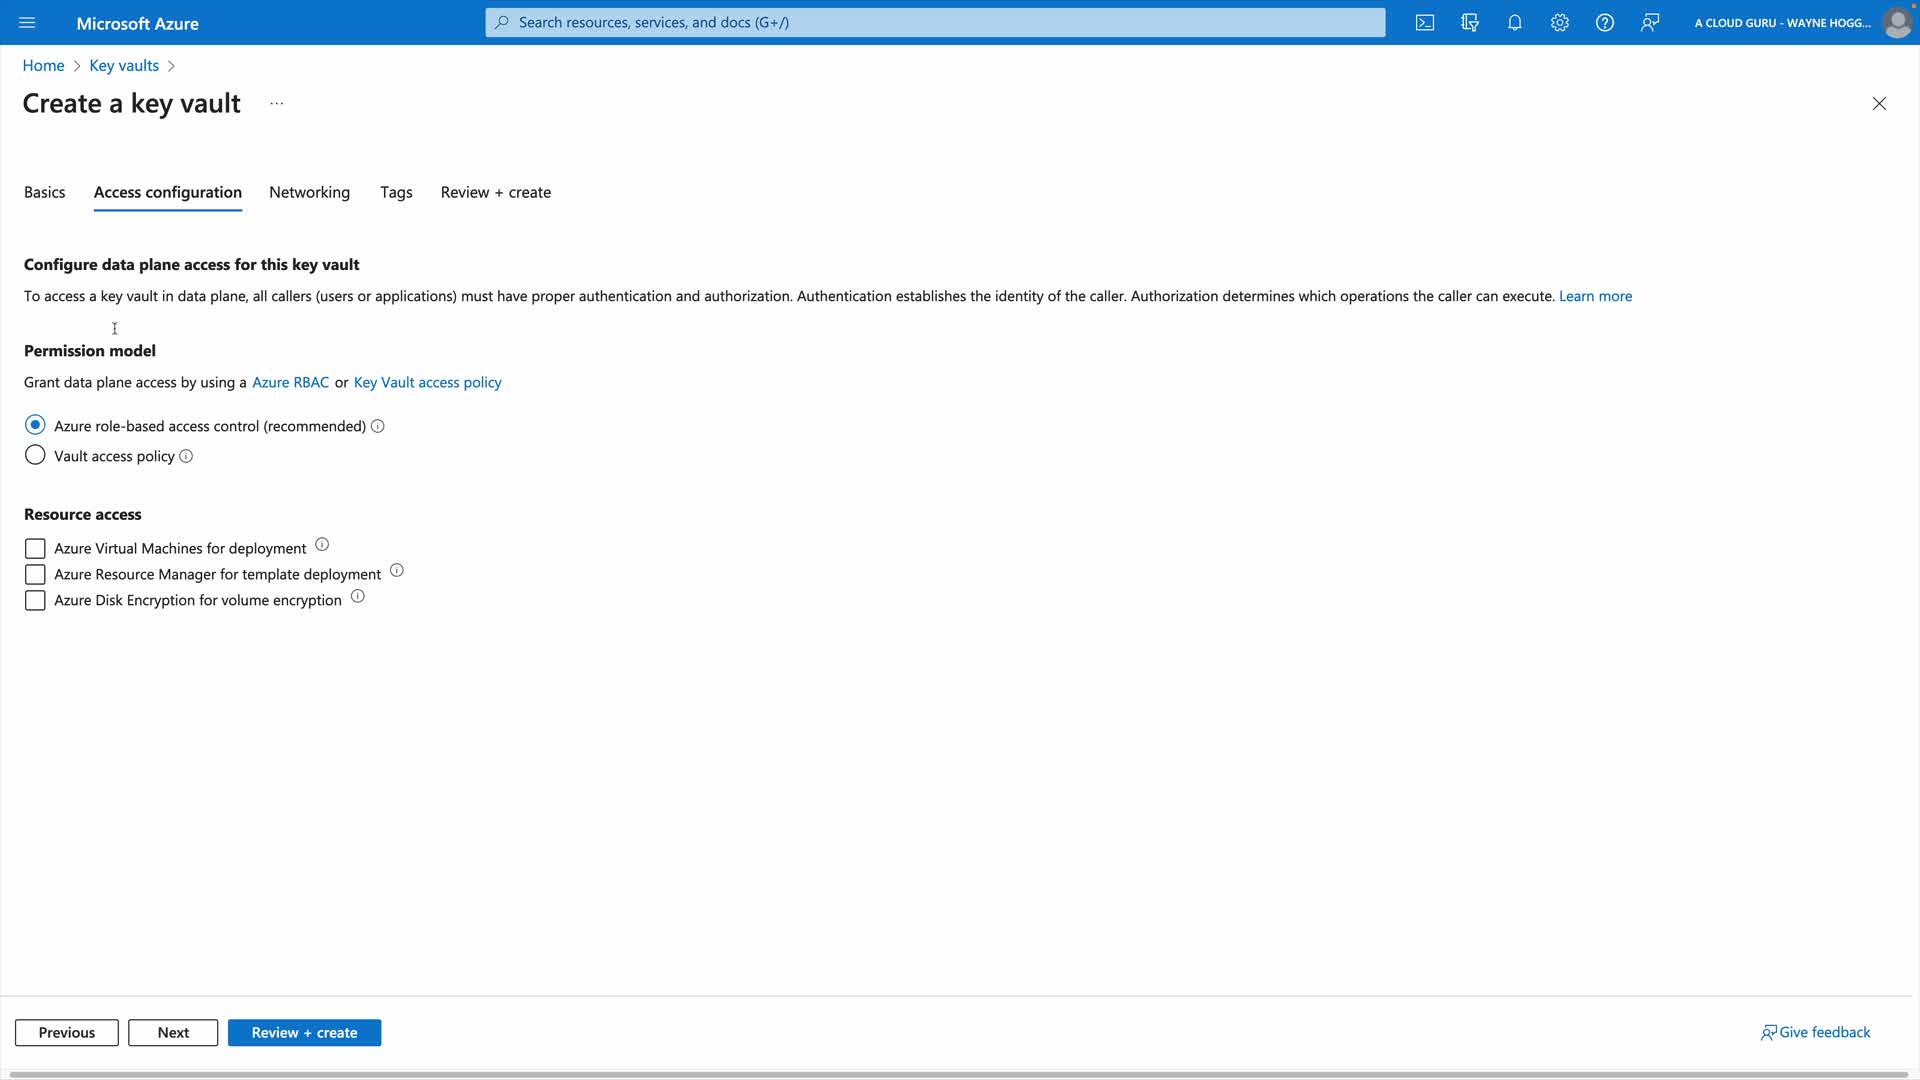 Microsoft Azure
Search resources, services, and docs (G+/)
A CLOUD GURU - WAYNE HOGG...
Home > Key vaults >
Create a key vault ...
Basics Access configuration Networking Tags Review + create
Configure data plane access for this key vault
To access a key vault in data plane, all callers (users or applications) must have proper authentication and authorization. Authentication establishes the identity of the caller. Authorization determines which operations the caller can execute. Learn more
Permission model
Grant data plane access by using a Azure RBAC or Key Vault access policy
Azure role-based access control (recommended)
Vault access policy
Resource access
Azure Virtual Machines for deployment
Azure Resource Manager for template deployment
Azure Disk Encryption for volume encryption
Previous Next Review + create Give feedback